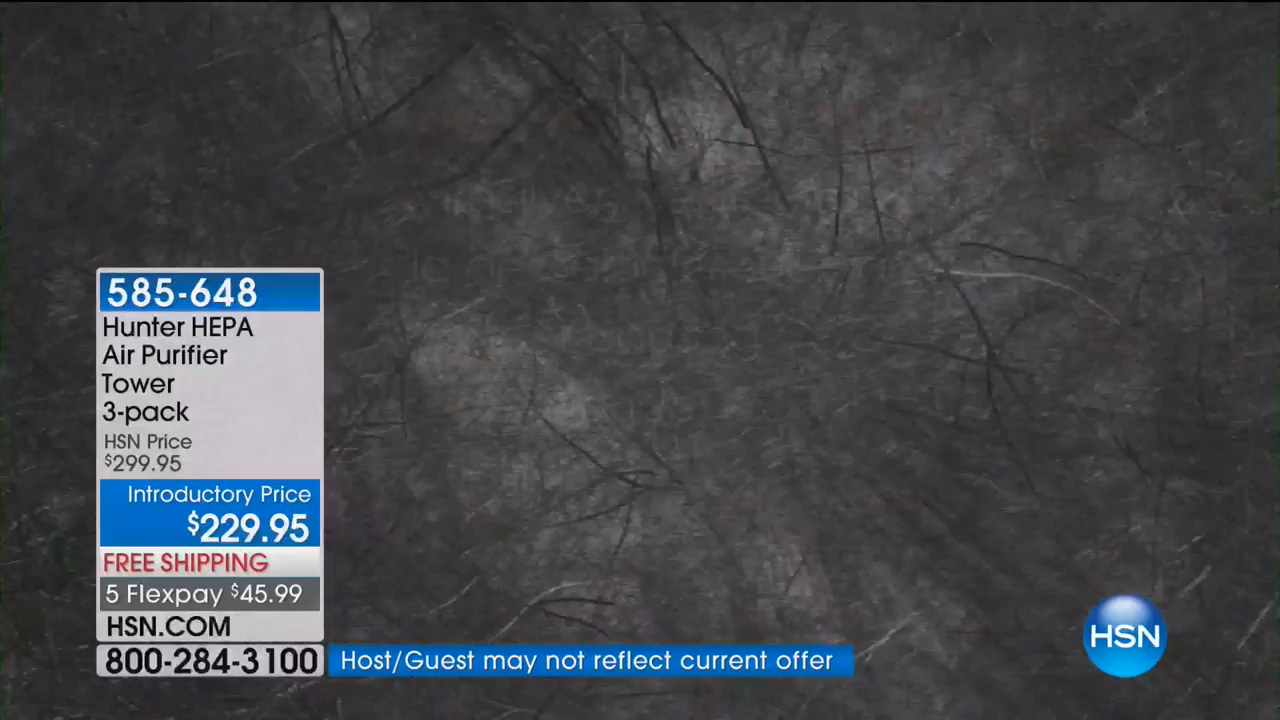 585-648
Hunter HEPA
Air Purifier
Tower
3-pack
HSN Price
$299.95
Introductory Price
$229.95
FREE SHIPPING
5 Flexpay $45.99
HSN.COM
800-284-3100
Host/Guest may not reflect current offer
HSN